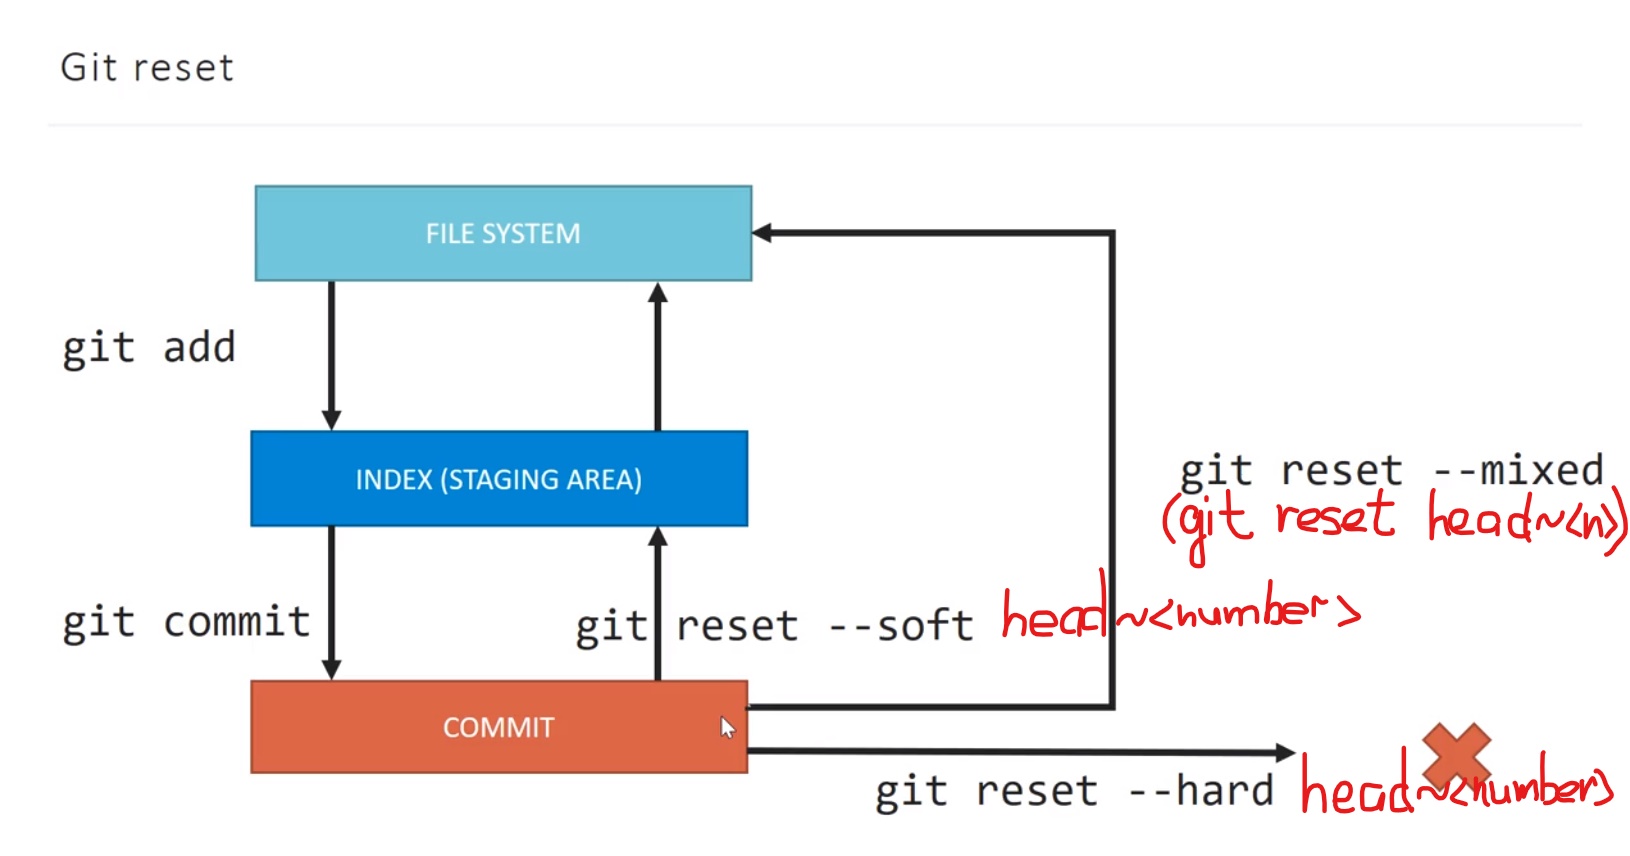 Git reset
FILE SYSTEM
git add
INDEX (STAGING AREA)
git reset --mixed
(git reset head~<n>)
git commit
git reset --soft head~<number>
COMMIT
git reset --hard head~<number>